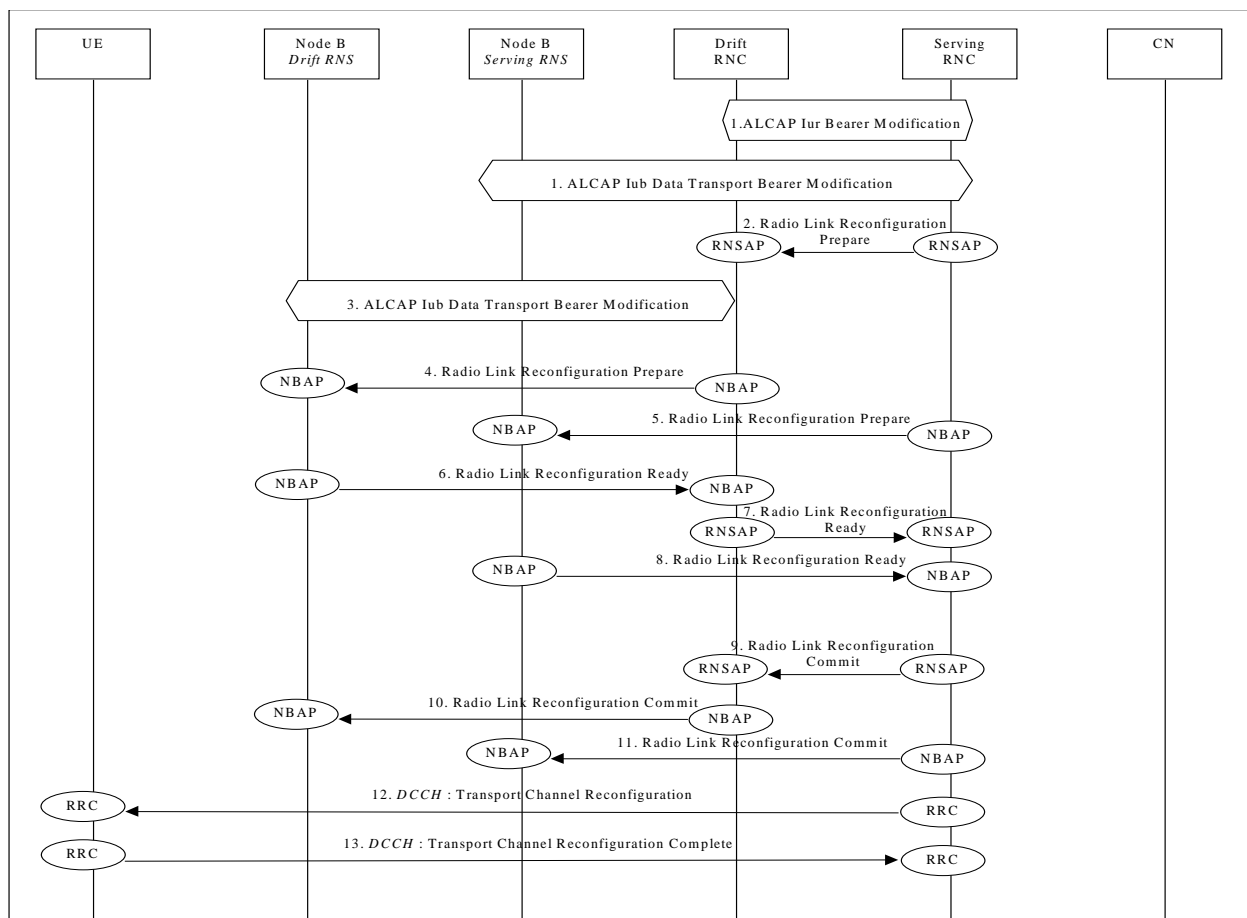 UE
Node B
Drift RNS
Node B
Serving RNS
Drift
RNC
Serving
RNC
CN
1.ALCAP Iur Bearer Modification
1. ALCAP Iub Data Transport Bearer Modification
2. Radio Link Reconfiguration
Prepare
RNSAP
RNSAP
3. ALCAP Iub Data Transport Bearer Modification
NBAP
4. Radio Link Reconfiguration Prepare
NBAP
NBAP
5. Radio Link Reconfiguration Prepare
NBAP
NBAP
6. Radio Link Reconfiguration Ready
NBAP
RNSAP
7. Radio Link Reconfiguration
Ready
RNSAP
NBAP
8. Radio Link Reconfiguration Ready
NBAP
RNSAP
9. Radio Link Reconfiguration
Commit
RNSAP
NBAP
10. Radio Link Reconfiguration Commit
NBAP
NBAP
11. Radio Link Reconfiguration Commit
NBAP
RRC
12. DCCH : Transport Channel Reconfiguration
RRC
RRC
13. DCCH : Transport Channel Reconfiguration Complete
RRC